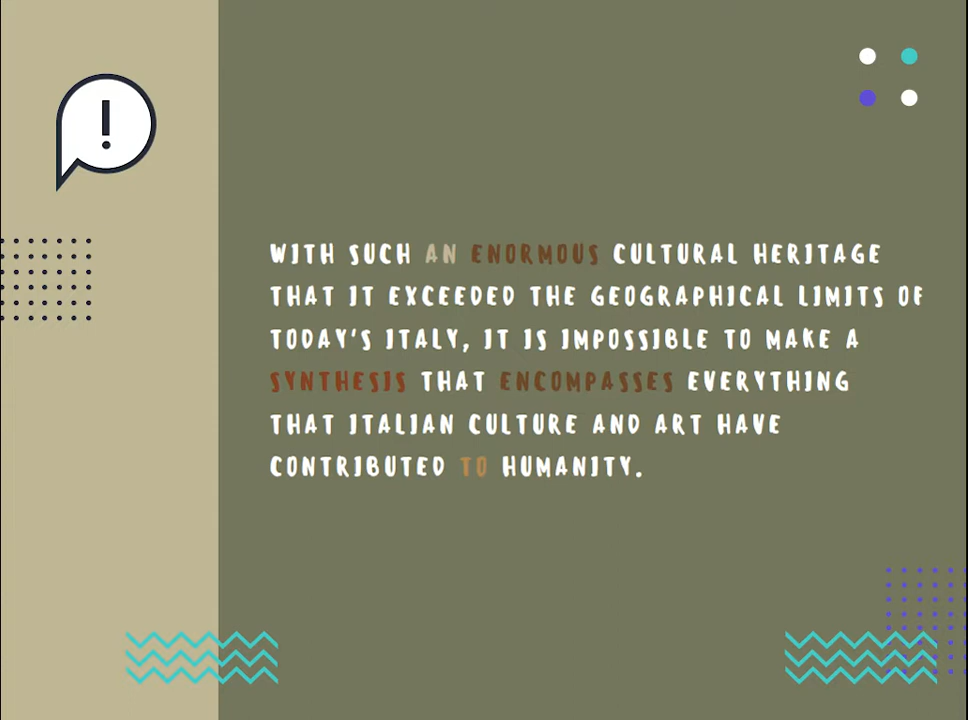 WITH SUCH AN ENORMOUS CULTURAL HERITAGE
THAT IT EXCEEDED THE GEOGRAPHICAL LIMITS OF
TODAY'S ITALY, IT IS IMPOSSIBLE TO MAKE A
SYNTHESIS THAT ENCOMPASSES EVERYTHING
THAT ITALIAN CULTURE AND ART HAVE
CONTRIBUTED TO HUMANITY.